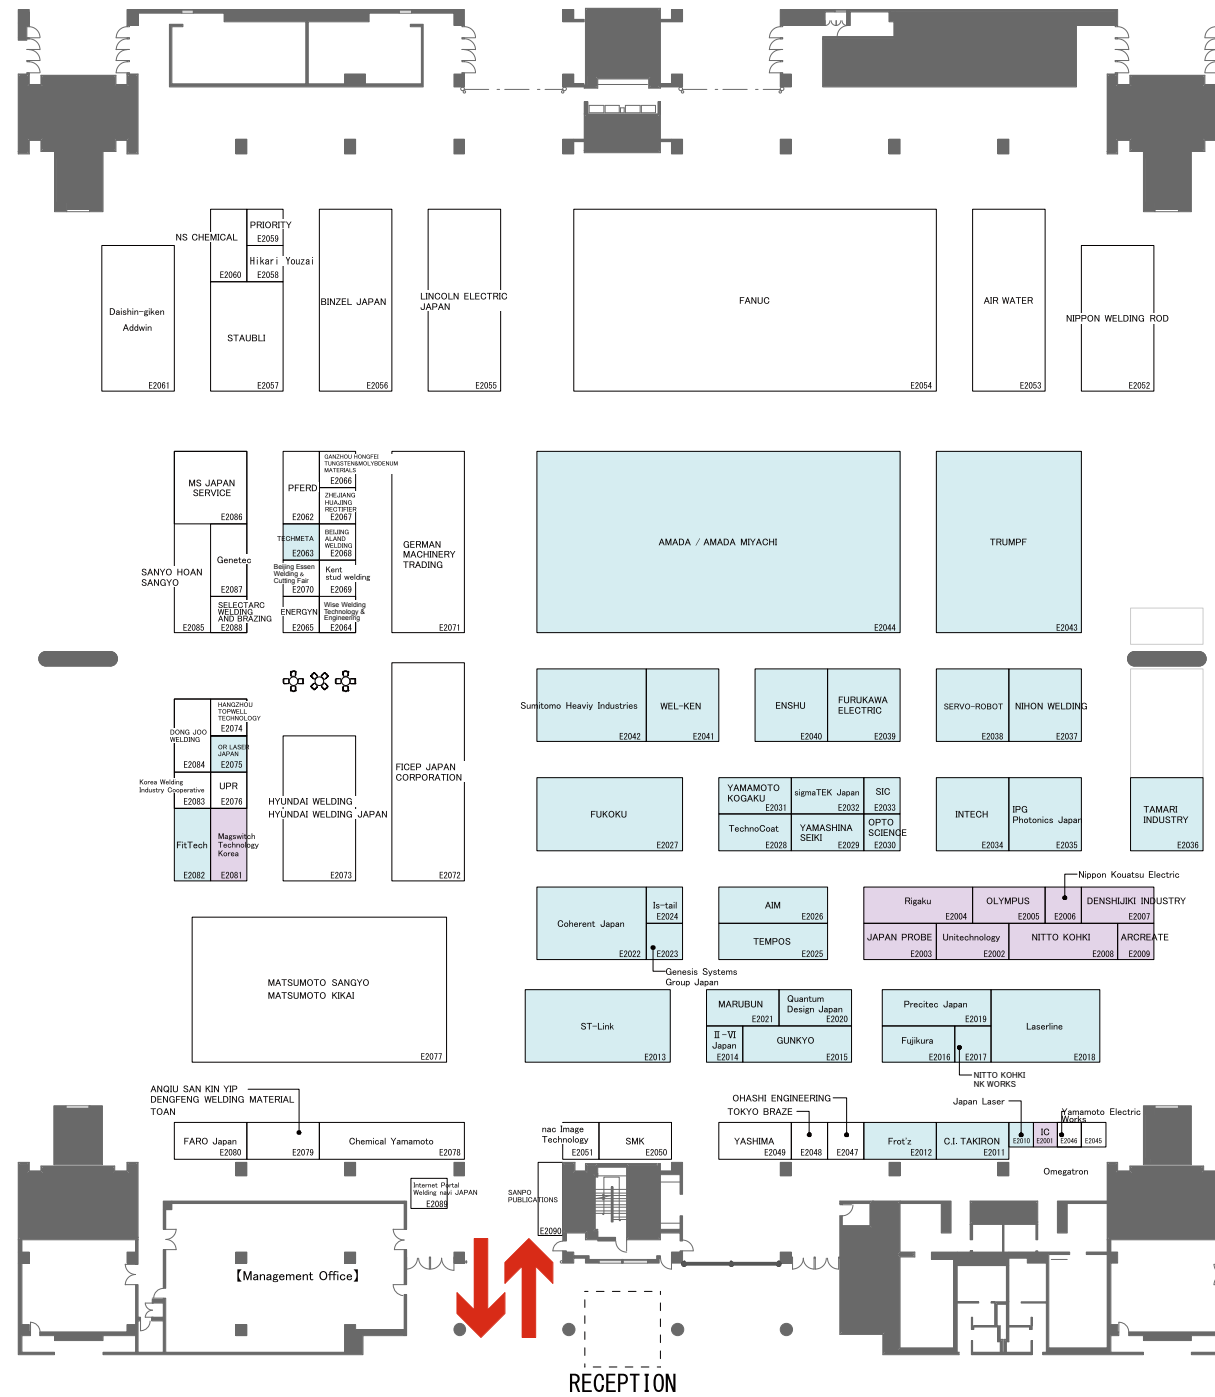 PRIORITY
E2059
NS CHEMICAL
E2060
Hikari Youzai
E2058
Daishin-giken
Addwin
E2061
STAUBLI
E2057
BINZEL JAPAN
E2056
LINCOLN ELECTRIC
JAPAN
E2055
FANUC
E2054
AIR WATER
E2053
NIPPON WELDING ROD
E2052
MS JAPAN
SERVICE
E2086
PFERD
E2062
QANZHOU HONGFEI
TUNGSTEN&MOLYBDENUM
MATERIALS
E2066
ZHEJIANG
HUAJING
RECTIFIER
E2067
TECHMETA
E2063
BEIJING
ALAND
WELDING
E2068
GERMAN
MACHINERY
TRADING
E2071
SANYO HOAN
SANGYO
E2085
Genetec
E2087
SELECTARC
WELDING
AND BRAZING
E2088
Beijing Essen
Welding &
Cutting Fair
E2070
Kent
stud welding
E2069
ENERGYN
E2065
Wise Welding
Technology &
Engineering
E2064
AMADA / AMADA MIYACHI
E2044
TRUMPF
E2043
HANGZHOU
TOPWELL
TECHNOLOGY
E2074
DONG JOO
WELDING
E2084
OR LASER
JAPAN
E2075
Korea Welding
Industry Cooperative
E2083
UPR
E2076
FitTech
E2082
Magswitch
Technology
Korea
E2081
HYUNDAI WELDING
HYUNDAI WELDING JAPAN
E2073
FICEP JAPAN
CORPORATION
E2072
Sumitomo Heaviy Industries
E2042
WEL-KEN
E2041
ENSHU
E2040
FURUKAWA
ELECTRIC
E2039
SERVO-ROBOT
E2038
NIHON WELDING
E2037
FUKOKU
E2027
YAMAMOTO
KOGAKU
E2031
sigmaTEK Japan
E2032
SIC
E2033
TechnoCoat
E2028
YAMASHINA
SEIKI
E2029
OPTO
SCIENCE
E2030
INTECH
E2034
IPG
Photonics Japan
E2035
TAMARI
INDUSTRY
E2036
Nippon Kouatsu Electric
Coherent Japan
E2022
Is-tail
E2024
E2023
Genesis Systems
Group Japan
AIM
E2026
TEMPOS
E2025
Rigaku
E2004
OLYMPUS
E2005
E2006
DENSHIJIKI INDUSTRY
E2007
JAPAN PROBE
E2003
Unitechnology
E2002
NITTO KOHKI
E2008
ARCREATE
E2009
MATSUMOTO SANGYO
MATSUMOTO KIKAI
E2077
ST-Link
E2013
MARUBUN
E2021
Quantum
Design Japan
E2020
Ⅱ-Ⅵ
Japan
E2014
GUNKYO
E2015
Precitec Japan
E2019
Fujikura
E2016
E2017
Laserline
E2018
NITTO KOHKI
NK WORKS
ANQIU SAN KIN YIP
DENGFENG WELDING MATERIAL
TOAN
OHASHI ENGINEERING
TOKYO BRAZE
Japan Laser
Yamamoto Electric
Works
FARO Japan
E2080
E2079
Chemical Yamamoto
E2078
nac Image
Technology
E2051
SMK
E2050
YASHIMA
E2049
E2048
E2047
Frot'z
E2012
C.I. TAKIRON
E2011
E2010
IC
E2001
E2046
E2045
Omegatron
Internet Portal
Welding navi JAPAN
E2089
SANPO
PUBLICATIONS
E2090
【Management Office】
RECEPTION